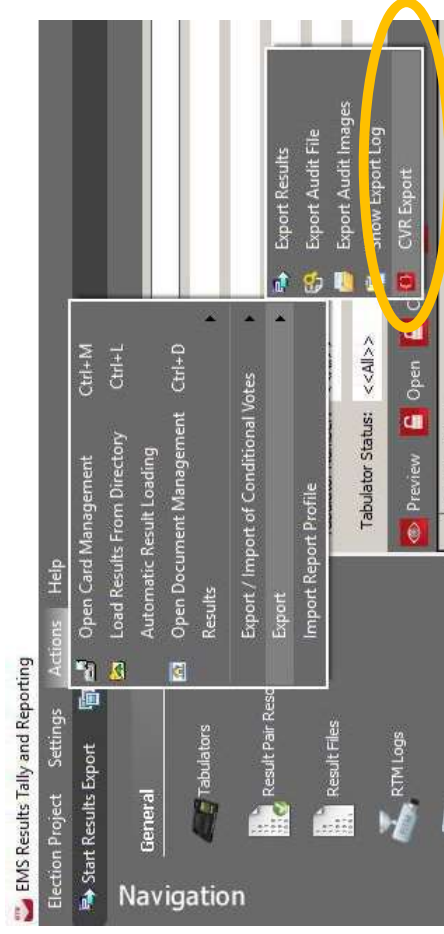 EMS Results Tally and Reporting
Election Project Settings Actions Help
Start Results Export
Navigation
General
Tabulators
Result Pair Reso
Result Files
RTM Logs
Open Card Management Ctrl+M
Load Results From Directory Ctrl+L
Automatic Result Loading
Open Document Management Ctrl+D
Results
Export / Import of Conditional Votes
Export
Import Report Profile
Export Results
Export Audit File
Export Audit Images
Show Export Log
CVR Export
Tabulator Status: <<All>>
Preview Open C